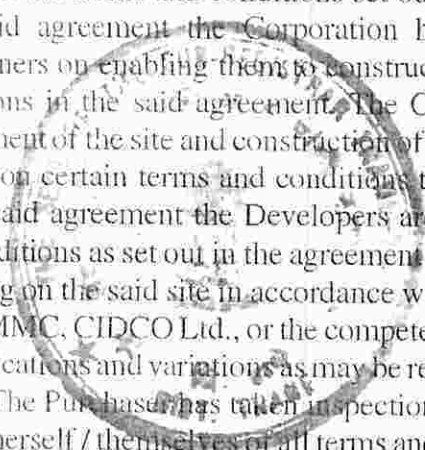 id agreement the Corporation h
ners on enabling them to construc
ons in the said agreement. The C
nent of the site and construction of
on certain terms and conditions t
aid agreement the Developers ar
ditions as set out in the agreement
g on the said site in accordance w
MMC, CIDCO Ltd., or the compete
cations and variations as may be re
The Purchaser has taken inspection
herself / themselves of all terms and